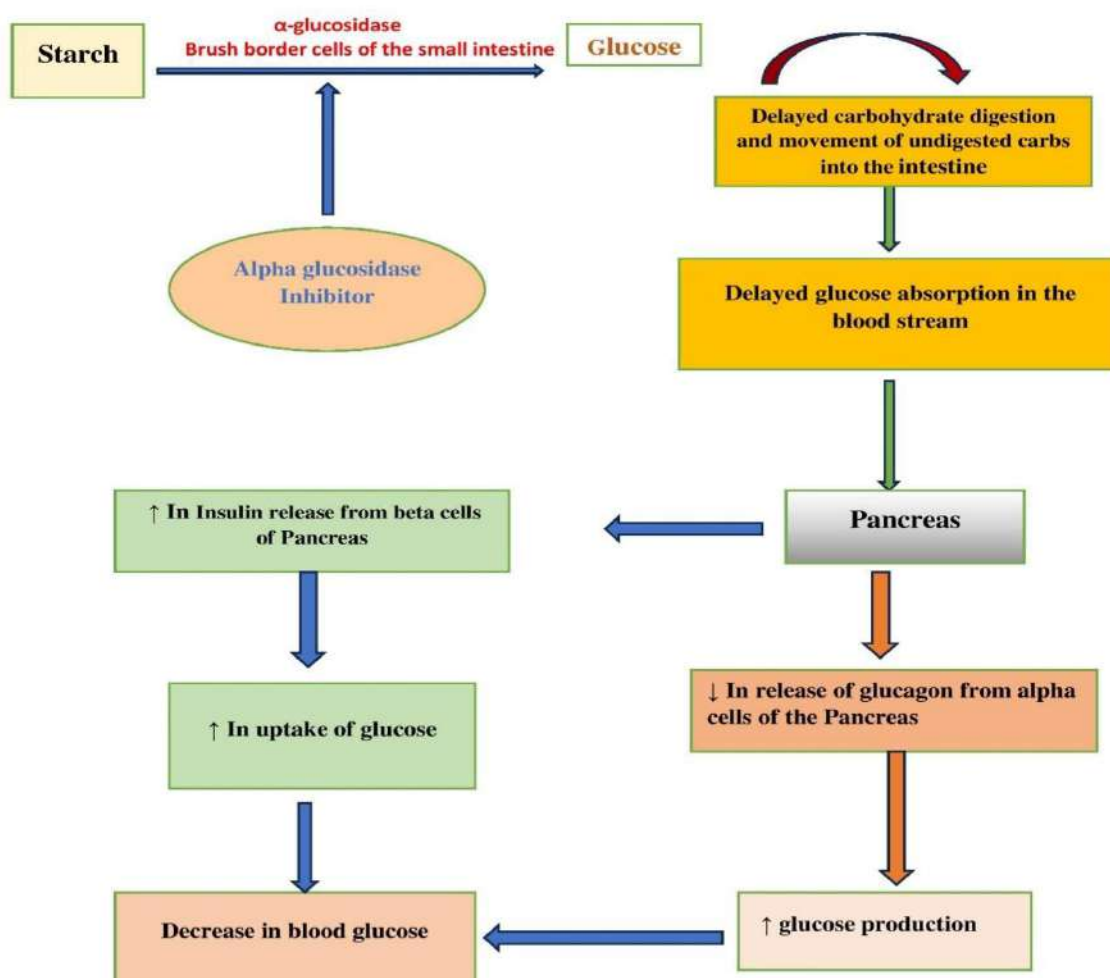 α-glucosidase
Brush border cells of the small intestine
Starch
Glucose
Delayed carbohydrate digestion
and movement of undigested carbs
into the intestine
Alpha glucosidase
Inhibitor
Delayed glucose absorption in the
blood stream
↑ In Insulin release from beta cells
of Pancreas
Pancreas
↓ In release of glucagon from alpha
cells of the Pancreas
↑ In uptake of glucose
Decrease in blood glucose
↑ glucose production